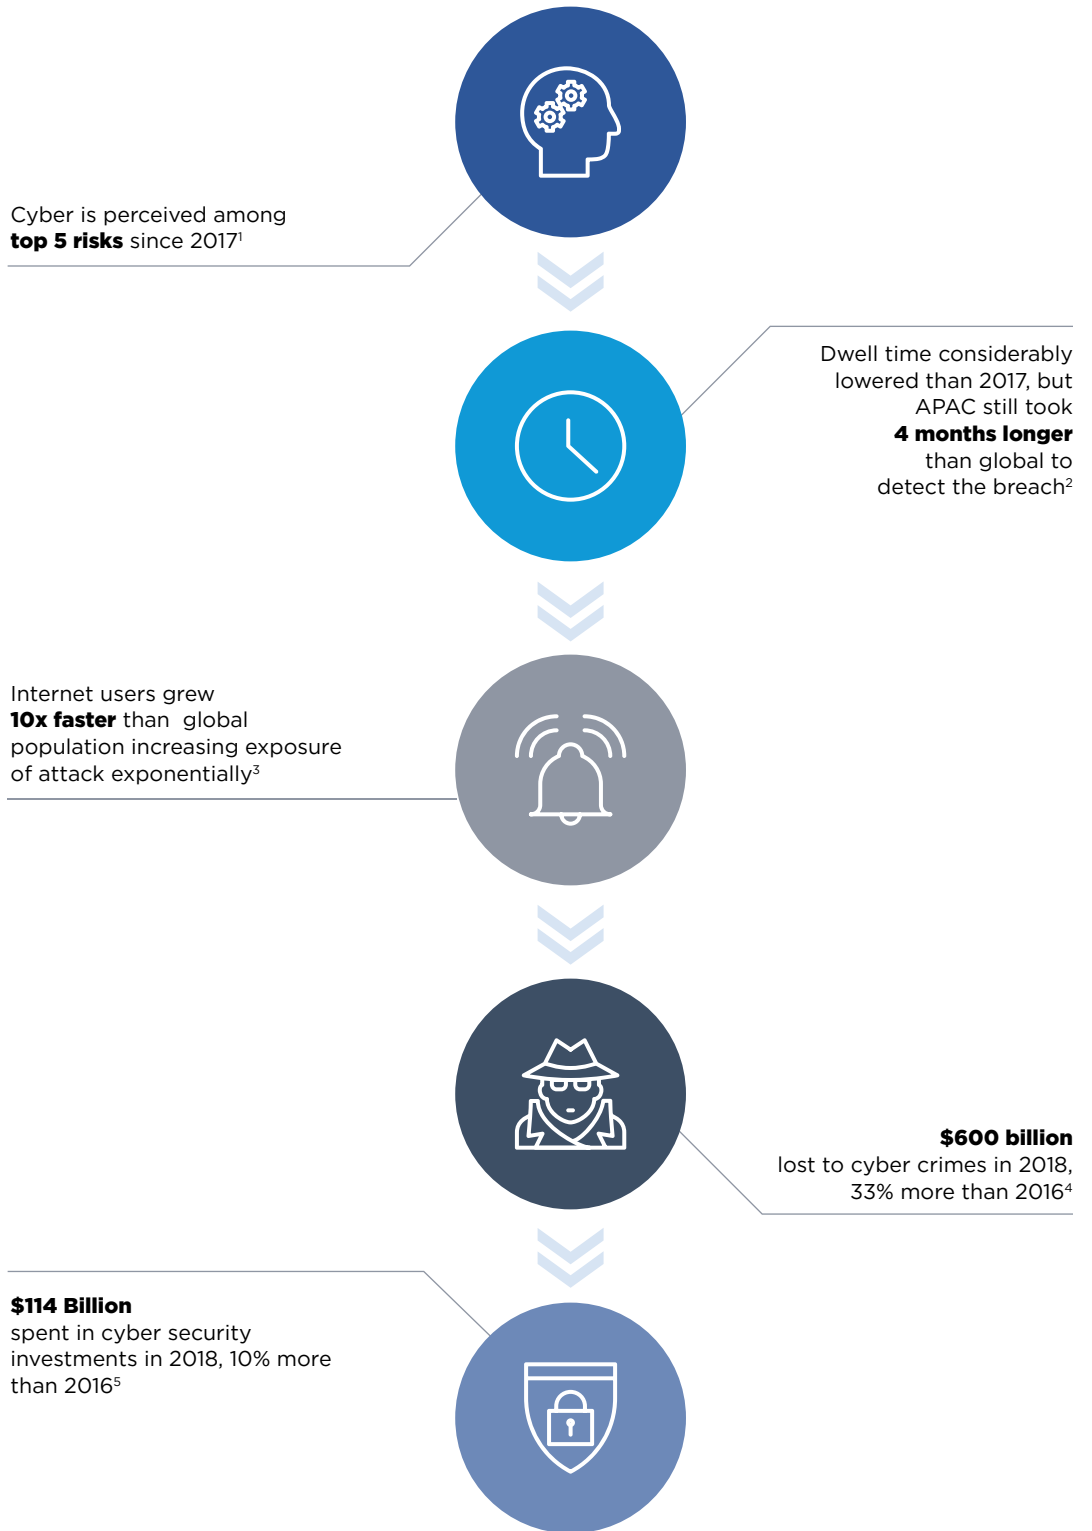 Cyber is perceived among
top 5 risks since 2017¹
Dwell time considerably
lowered than 2017, but
APAC still took
4 months longer
than global to
detect the breach²
Internet users grew
10x faster than global
population increasing exposure
of attack exponentially³
$600 billion
lost to cyber crimes in 2018,
33% more than 2016⁴
$114 Billion
spent in cyber security
investments in 2018, 10% more
than 2016⁵